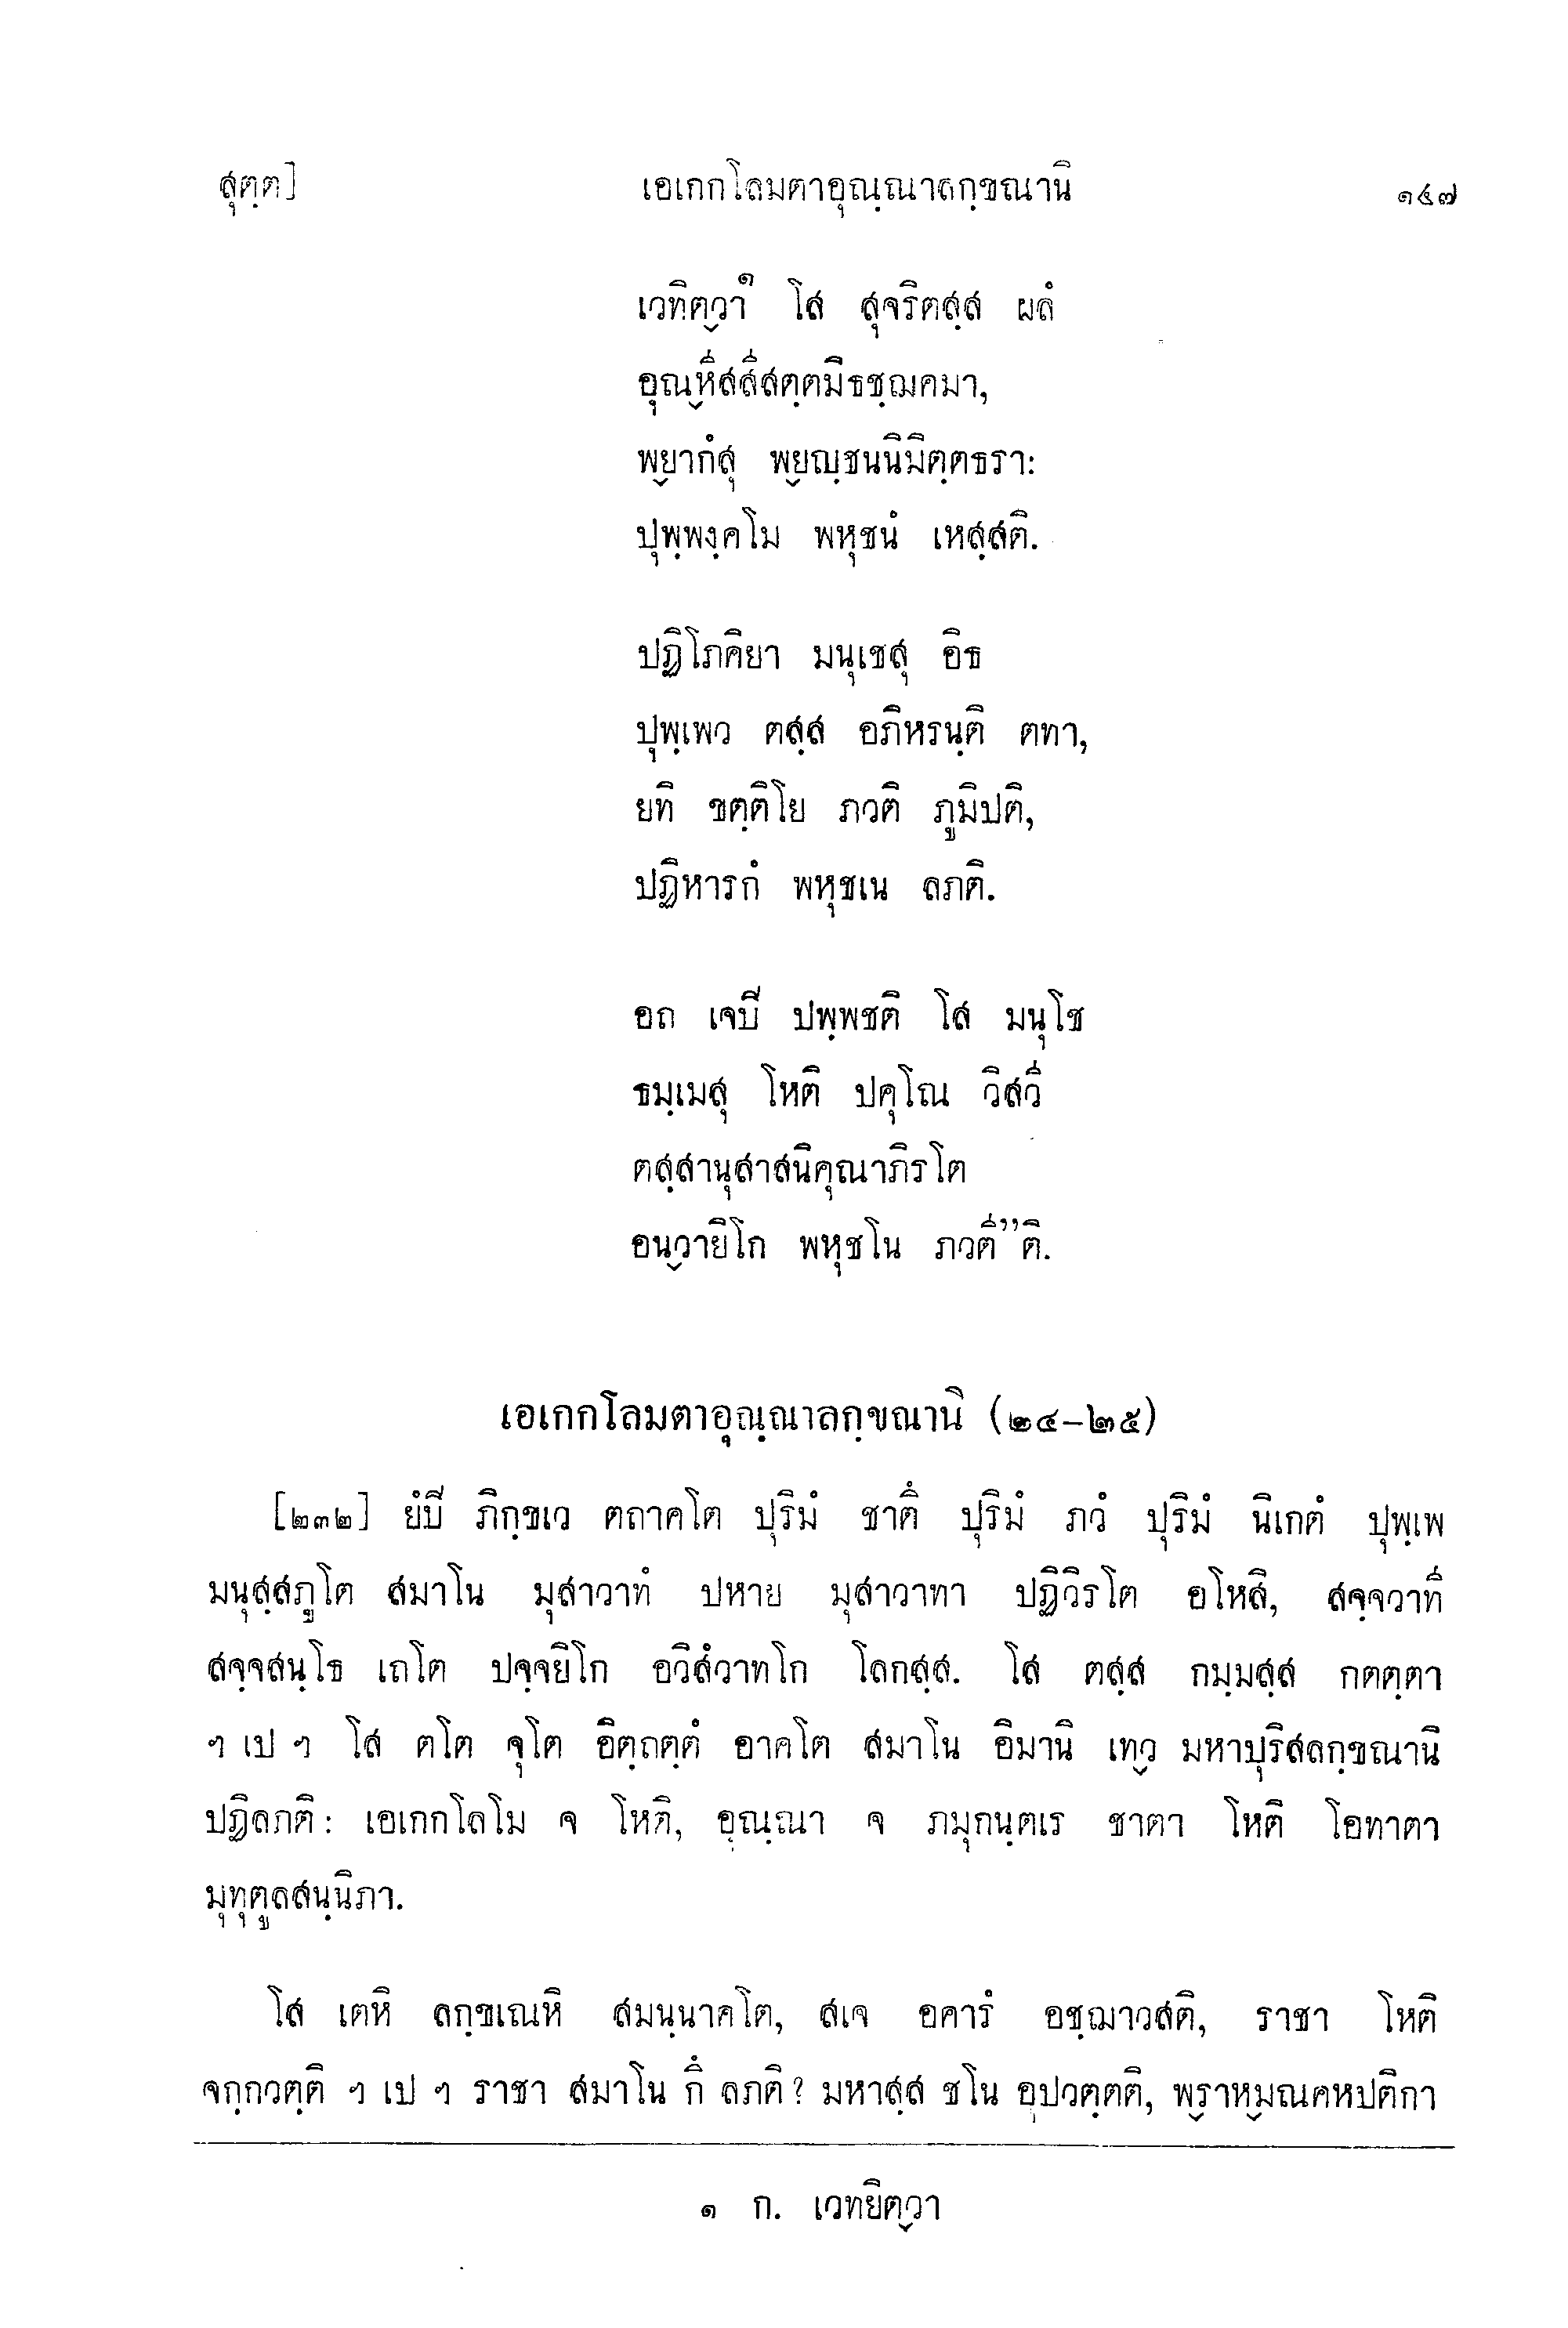 สุตฺต]	เอเกกโลมตาอุณฺณาลกฺขณานิ	๑๔๗
เวทิตฺวา๑ โส สุจริตสฺส ผลํ
อุณฺหีสสีสตฺตมิธชฺฌคมา,
พฺยากํสุ พฺยญฺชนนิมิตฺตธรา:
ปุพฺพงฺคโม พหุชนํ เหสฺสติ.
ปฏิโภคิยา มนุเชสุ อิธ
ปุพฺเพว ตสฺส อภิหรนฺติ ตทา,
ยทิ ขตฺติโย ภวติ ภูมิปติ,
ปฏิหารกํ พหุชเน ลภติ.
อถ เจปิ ปพฺพชติ โส มนุโช
ธมฺเมสุ โหติ ปคุโณ วิสวี
ตสฺสานุสาสนิคุณาภิรโต
อนฺวายิโก พหุชโน ภวตี”ติ.
เอเกกโลมตาอุณฺณาลกฺขณานิ (๒๔–๒๕)
[๒๓๒] ยํปิ ภิกฺขเว ตถาคโต ปุริมํ ชาตึ ปุริมํ ภวํ ปุริมํ นิเกตํ ปุพฺเพ
มนุสฺสภูโต สมาโน มุสาวาทํ ปหาย มุสาวาทา ปฏิวิรโต อโหสิ, สจฺจวาที
สจฺจสนฺโธ เถโต ปจฺจยิโก อวิสํวาทโก โลกสฺส. โส ตสฺส กมฺมสฺส กตตฺตา
ฯ เป ฯ โส ตโต จุโต อิตฺถตฺตํ อาคโต สมาโน อิมานิ เทฺว มหาปุริสลกฺขณานิ
ปฏิลภติ: เอเกกโลโม จ โหติ, อุณฺณา จ ภมุกนฺตเร ชาตา โหติ โอทาตา
มุทุตูลสนฺนิภา.
โส เตหิ ลกฺขเณหิ สมนฺนาคโต, สเจ อคารํ อชฺฌาวสติ, ราชา โหติ
จกฺกวตฺติ ฯ เป ฯ ราชา สมาโน กึ ลภติ? มหาสฺส ชโน อุปวตฺตติ, พฺราหฺมณคหปติกา
๑ ก. เวทยิตฺวา